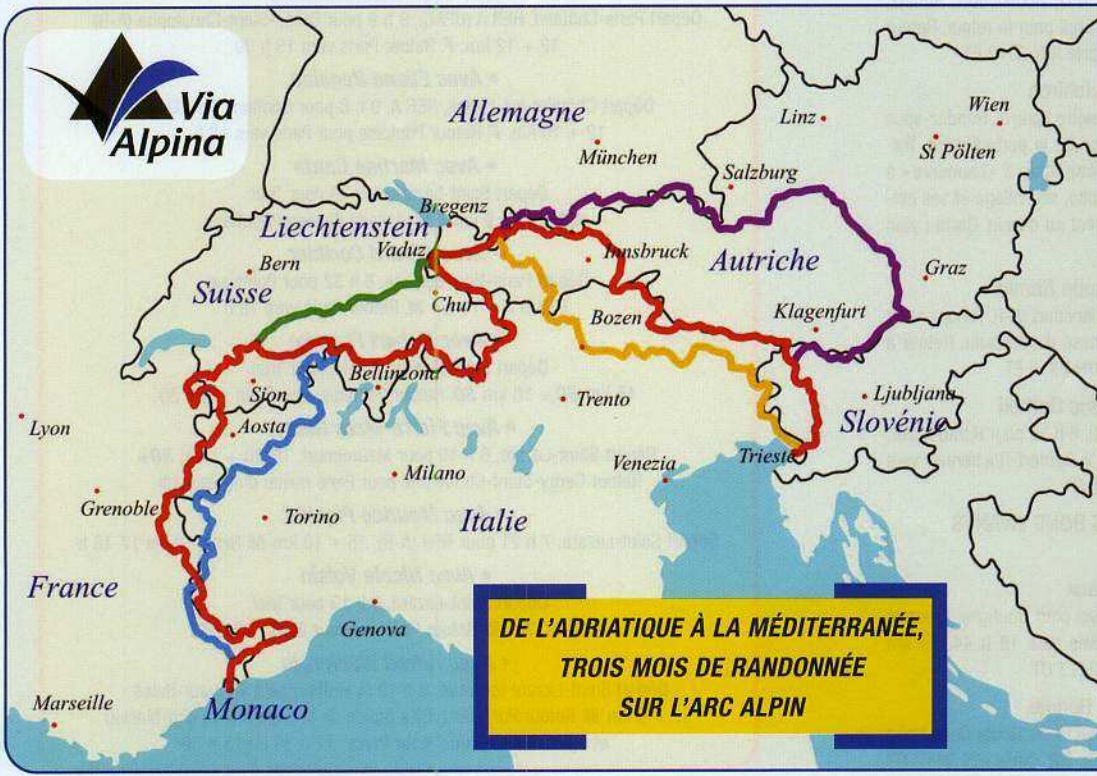 Via
Alpina
Allemagne
Linz
Wien
München
St Pölten
Salzburg
Bregenz
Liechtenstein
Vaduz
Innsbruck
Autriche
Bern
Suisse
Chur
Graz
Bozen
Klagenfurt
Bellinzona
Sion
Trento
Ljubljana
Lyon
Aosta
Slovénie
Milano
Venezia
Trieste
Grenoble
Torino
Italie
France
Genova
Marseille
Monaco
DE L'ADRIATIQUE À LA MÉDITERRANÉE,
TROIS MOIS DE RANDONNÉE
SUR L'ARC ALPIN